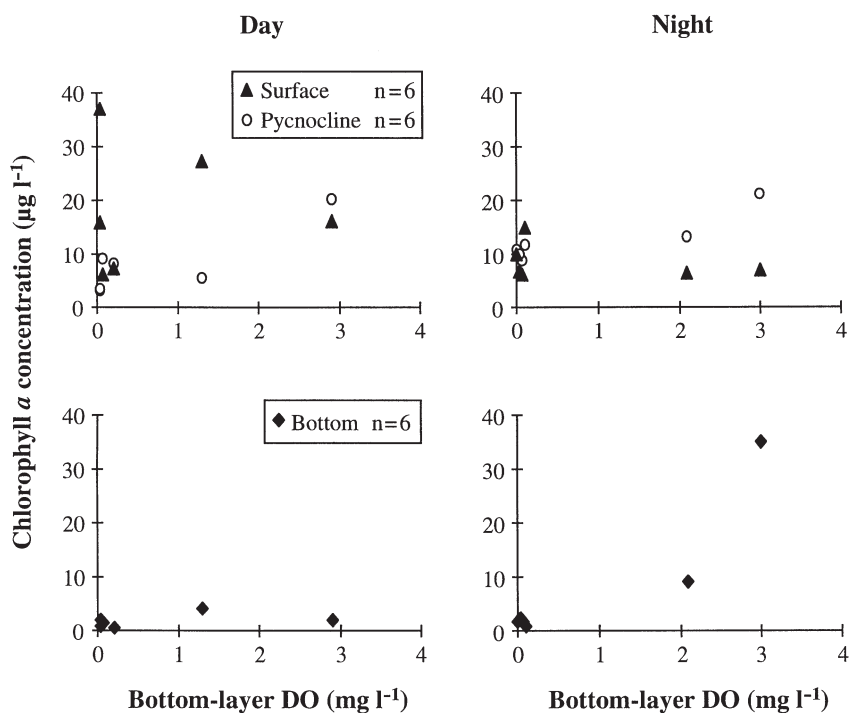 Day
Night
▲ Surface n=6
○ Pycnocline n=6
40
30
20
10
0
0 1 2 3 4
40
30
20
10
0
0 1 2 3 4
Chlorophyll a concentration (µg l⁻¹)
◆ Bottom n=6
40
30
20
10
0
0 1 2 3 4
40
30
20
10
0
0 1 2 3 4
Bottom-layer DO (mg l⁻¹)
Bottom-layer DO (mg l⁻¹)